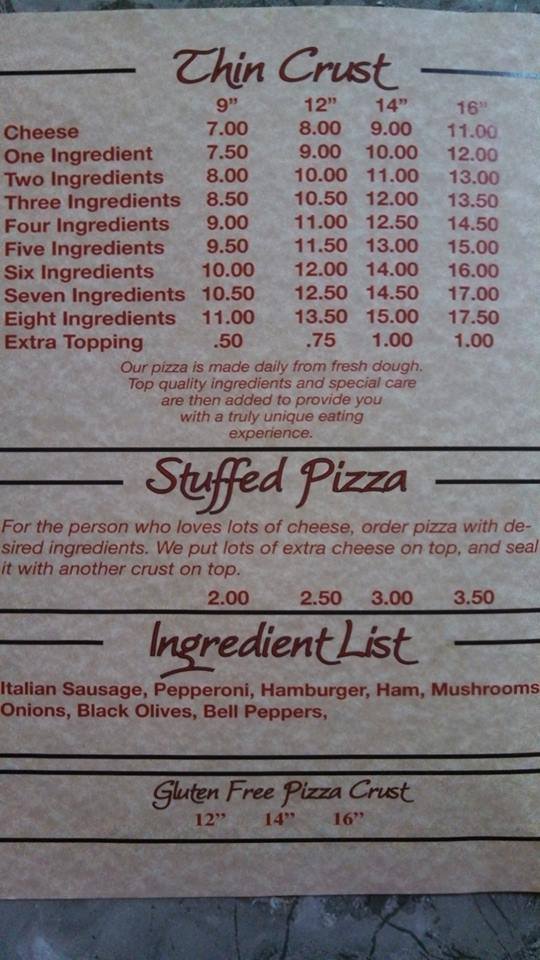 Thin Crust
9” 12” 14” 16”
Cheese 7.00 8.00 9.00 11.00
One Ingredient 7.50 9.00 10.00 12.00
Two Ingredients 8.00 10.00 11.00 13.00
Three Ingredients 8.50 10.50 12.00 13.50
Four Ingredients 9.00 11.00 12.50 14.50
Five Ingredients 9.50 11.50 13.00 15.00
Six Ingredients 10.00 12.00 14.00 16.00
Seven Ingredients 10.50 12.50 14.50 17.00
Eight Ingredients 11.00 13.50 15.00 17.50
Extra Topping .50 .75 1.00 1.00
Our pizza is made daily from fresh dough.
Top quality ingredients and special care
are then added to provide you
with a truly unique eating
experience.
Stuffed Pizza
For the person who loves lots of cheese, order pizza with de-
sired ingredients. We put lots of extra cheese on top, and seal
it with another crust on top.
2.00 2.50 3.00 3.50
Ingredient List
Italian Sausage, Pepperoni, Hamburger, Ham, Mushrooms
Onions, Black Olives, Bell Peppers,
Gluten Free Pizza Crust
12” 14” 16”